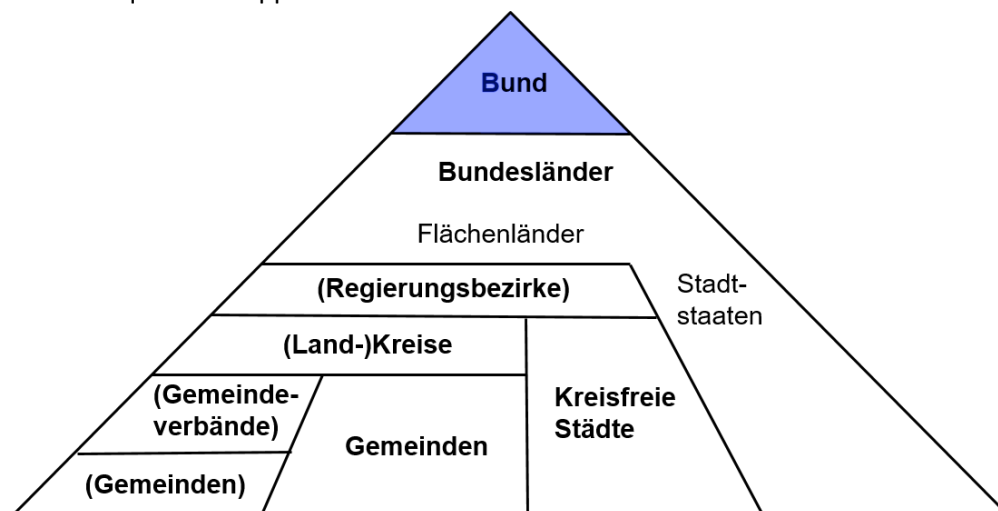 Bund
Bundesländer
Flächenländer
(Regierungsbezirke)
Stadt-
staaten
(Land-)Kreise
(Gemeinde-
verbände)
Gemeinden
Kreisfreie
Städte
(Gemeinden)